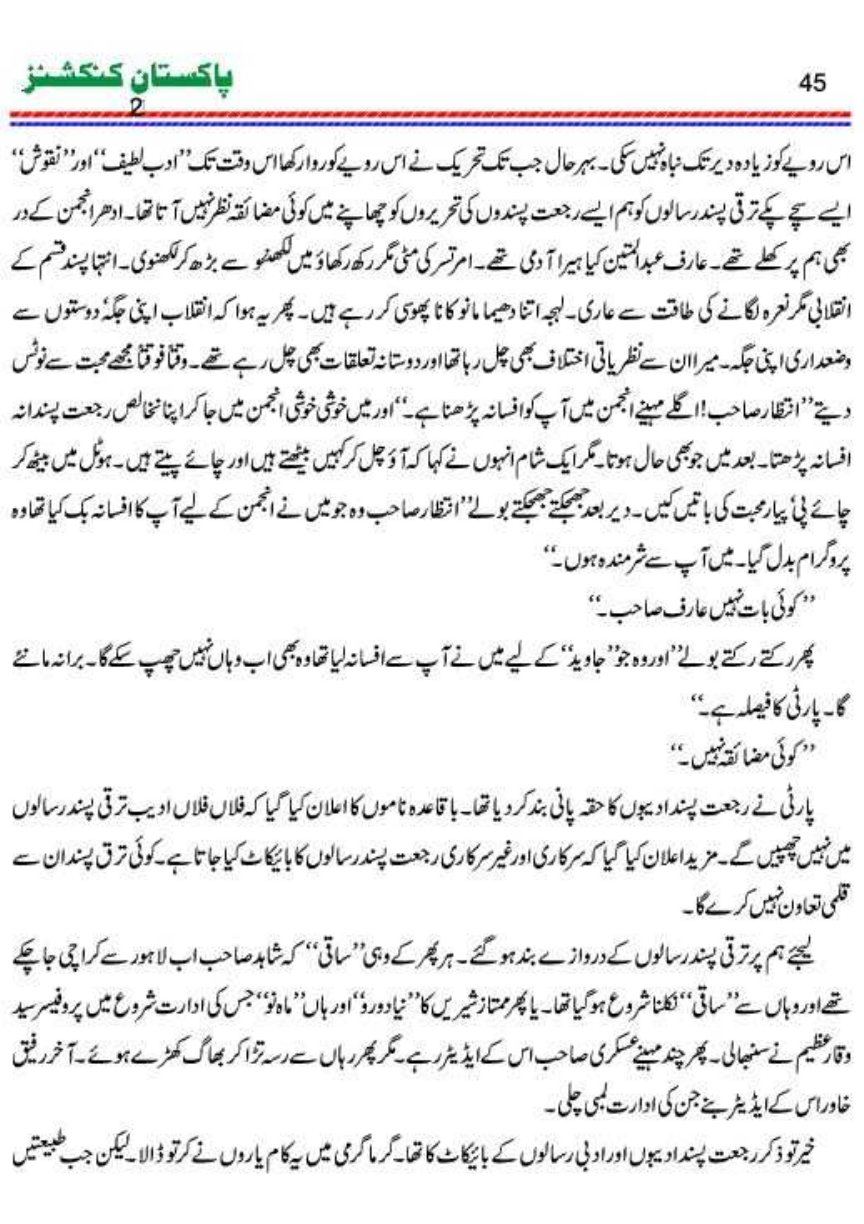 پاکستان کنکشنز
45
2
اس رویے کو زیادہ دیر تک نباہ نہیں سکی۔ بہرحال جب تک تحریک نے اس رویے کو روا رکھا اس وقت تک ’’ادب لطیف‘‘ اور ’’نقوش‘‘
ایسے سچے پکے ترقی پسند رسالوں کو ہم ایسے رجعت پسندوں کی تحریروں کو چھاپنے میں کوئی مضائقہ نظر نہیں آتا تھا۔ ادھر انجمن کے در
بھی ہم پر کھلے تھے۔ عارف عبدالمتین کیا ہیرا آدمی تھے۔ امرتسر کی مٹی مگر رکھ رکھاؤ میں لکھنؤ سے بڑھ کر لکھنوی۔ انتہا پسند قسم کے
انقلابی مگر نعرہ لگانے کی طاقت سے عاری۔ لہجہ اتنا دھیما مانو کانا پھوسی کر رہے ہیں۔ پھر یہ ہوا کہ انقلاب اپنی جگہ‘ دوستوں سے
وضعداری اپنی جگہ۔ میرا ان سے نظریاتی اختلاف بھی چل رہا تھا اور دوستانہ تعلقات بھی چل رہے تھے۔ وقتاً فوقتاً مجھے محبت سے نوٹس
دیتے ’’انتظار صاحب! اگلے مہینے انجمن میں آپ کو افسانہ پڑھنا ہے۔‘‘ اور میں خوشی خوشی انجمن میں جا کر اپنا خالص رجعت پسندانہ
افسانہ پڑھتا۔ بعد میں جو بھی حال ہوتا۔ مگر ایک شام انہوں نے کہا کہ آؤ چل کر کہیں بیٹھتے ہیں اور چائے پیتے ہیں۔ ہوٹل میں بیٹھ کر
چائے پی‘ پیار محبت کی باتیں کیں۔ دیر بعد جھجکتے جھجکتے بولے ’’انتظار صاحب وہ جو میں نے انجمن کے لیے آپ کا افسانہ بک کیا تھا وہ
پروگرام بدل گیا۔ میں آپ سے شرمندہ ہوں۔‘‘
’’کوئی بات نہیں عارف صاحب۔‘‘
پھر رکتے رکتے بولے ’’اور وہ جو ’’جاوید‘‘ کے لیے میں نے آپ سے افسانہ لیا تھا وہ بھی اب وہاں نہیں چھپ سکے گا۔ برا نہ مانئے
گا۔ پارٹی کا فیصلہ ہے۔‘‘
’’کوئی مضائقہ نہیں۔‘‘
پارٹی نے رجعت پسند ادیبوں کا حقہ پانی بند کر دیا تھا۔ باقاعدہ ناموں کا اعلان کیا گیا کہ فلاں فلاں ادیب ترقی پسند رسالوں
میں نہیں چھپیں گے۔ مزید اعلان کیا گیا کہ سرکاری اور غیر سرکاری رجعت پسند رسالوں کا بائیکاٹ کیا جاتا ہے۔ کوئی ترق پسند ان سے
قلمی تعاون نہیں کرے گا۔
لیجئے ہم پر ترقی پسند رسالوں کے دروازے بند ہو گئے۔ ہر پھر کے وہی ’’ساقی‘‘ کہ شاہد صاحب اب لاہور سے کراچی جا چکے
تھے اور وہاں سے ’’ساقی‘‘ نکلنا شروع ہو گیا تھا۔ یا پھر ممتاز شیریں کا ’’نیا دور‘‘ اور ہاں ’’ماہ نو‘‘ جس کی ادارت شروع میں پروفیسر سید
وقار عظیم نے سنبھالی۔ پھر چند مہینے عسکری صاحب اس کے ایڈیٹر رہے۔ مگر پھر رہاں سے رسہ تڑا کر بھاگ کھڑے ہوئے۔ آخر رفیق
خاور اس کے ایڈیٹر بنے جن کی ادارت لمبی چلی۔
خیر تو ذکر رجعت پسند ادیبوں اور ادبی رسالوں کے بائیکاٹ کا تھا۔ گرما گرمی میں یہ کام یاروں نے کر تو ڈالا۔ لیکن جب طبیعتیں